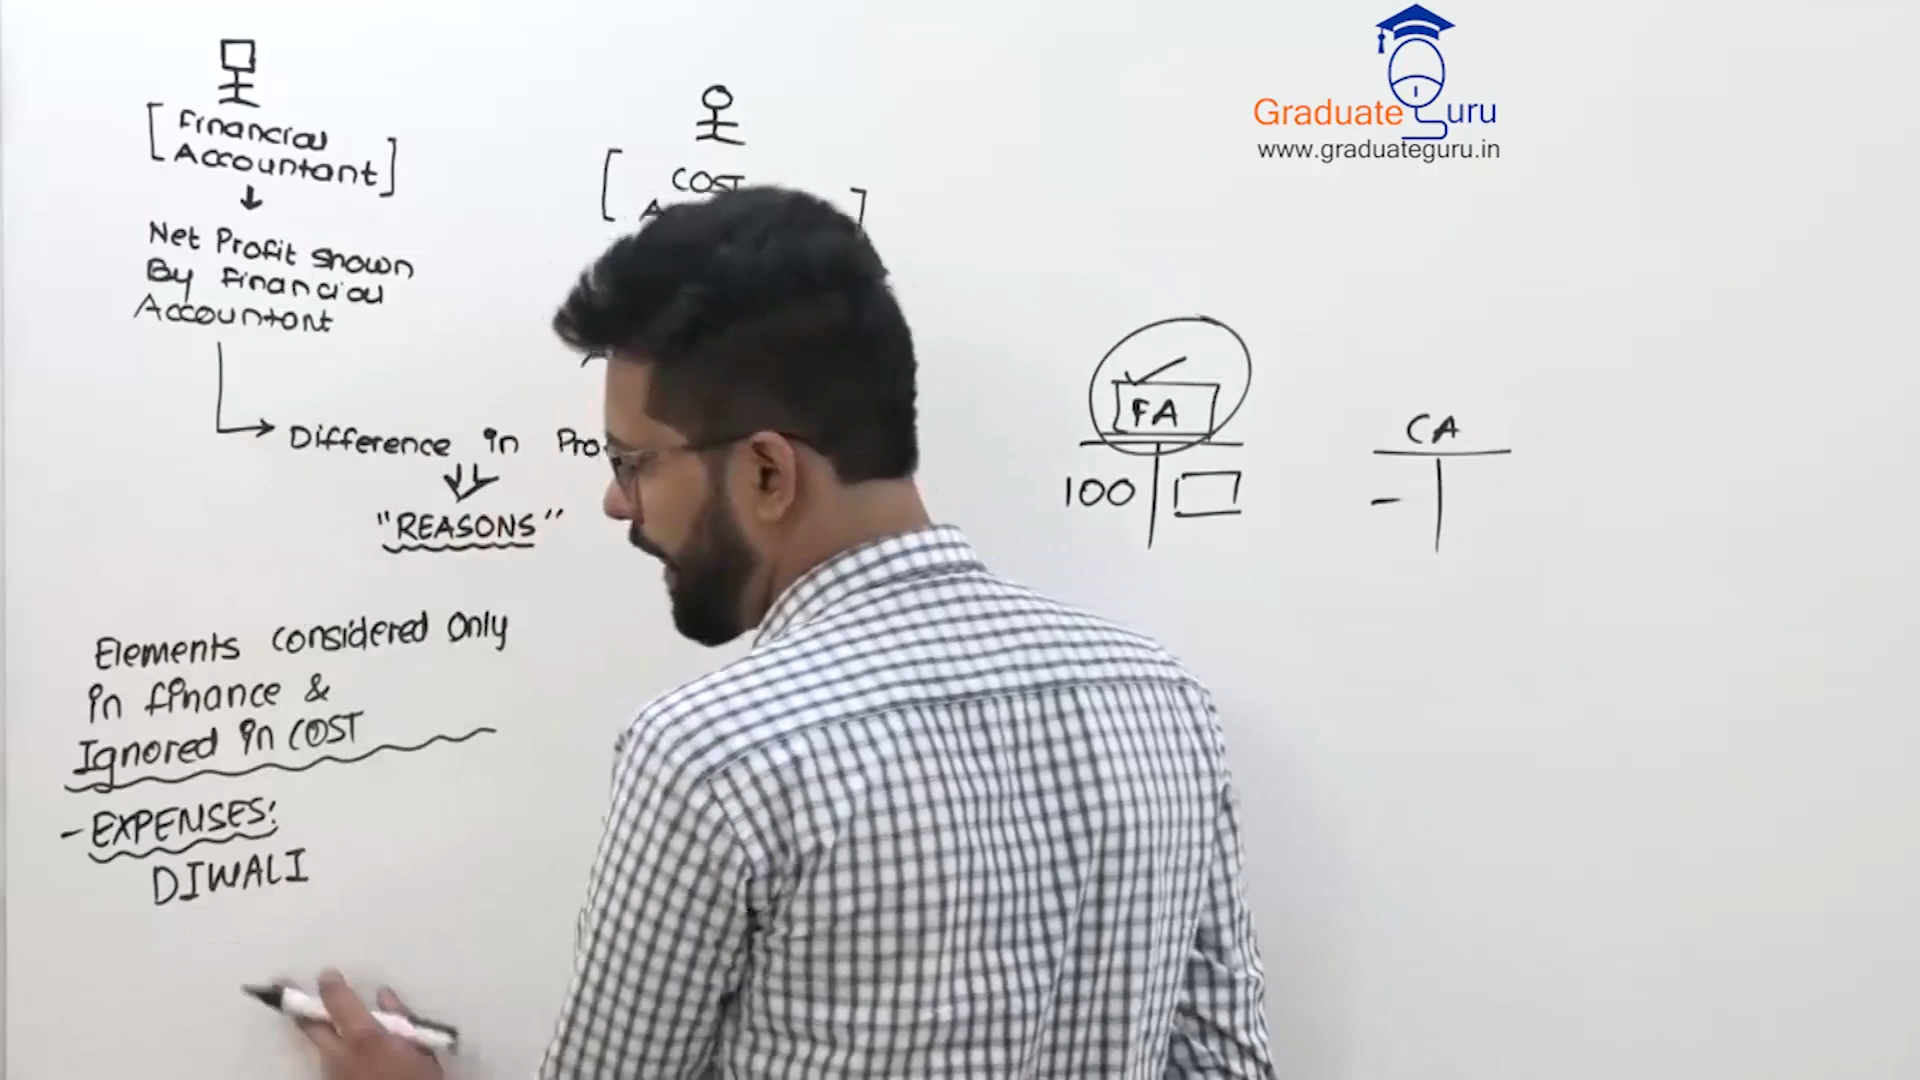 Financial
Accountant
Net Profit shown
By financial
Accountant
COST
Difference in Pro
"REASONS"
Elements considered Only
in finance &
Ignored in COST
- EXPENSES:
DIWALI
FA
100
CA
-
Graduate Guru
www.graduateguru.in